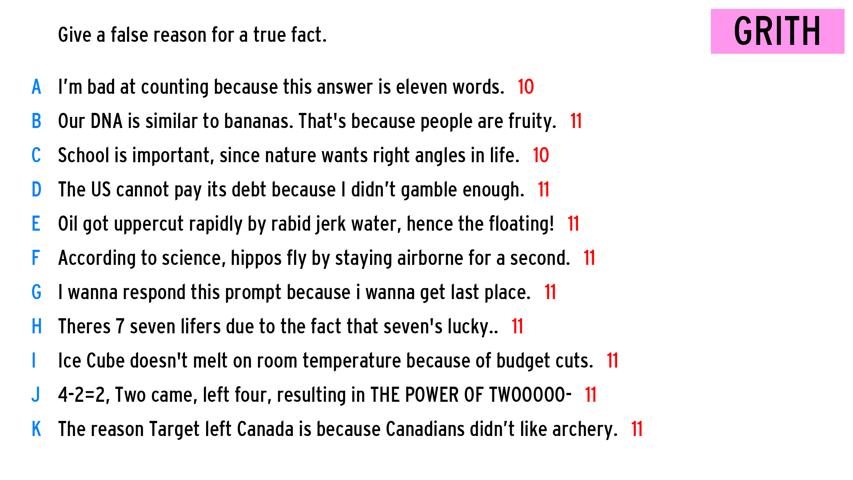 Give a false reason for a true fact.
GRITH
A I'm bad at counting because this answer is eleven words. 10
B Our DNA is similar to bananas. That's because people are fruity. 11
C School is important, since nature wants right angles in life. 10
D The US cannot pay its debt because I didn't gamble enough. 11
E Oil got uppercut rapidly by rabid jerk water, hence the floating! 11
F According to science, hippos fly by staying airborne for a second. 11
G I wanna respond this prompt because i wanna get last place. 11
H Theres 7 seven lifers due to the fact that seven's lucky.. 11
I Ice Cube doesn't melt on room temperature because of budget cuts. 11
J 4-2=2, Two came, left four, resulting in THE POWER OF TWOOOOO- 11
K The reason Target left Canada is because Canadians didn't like archery. 11